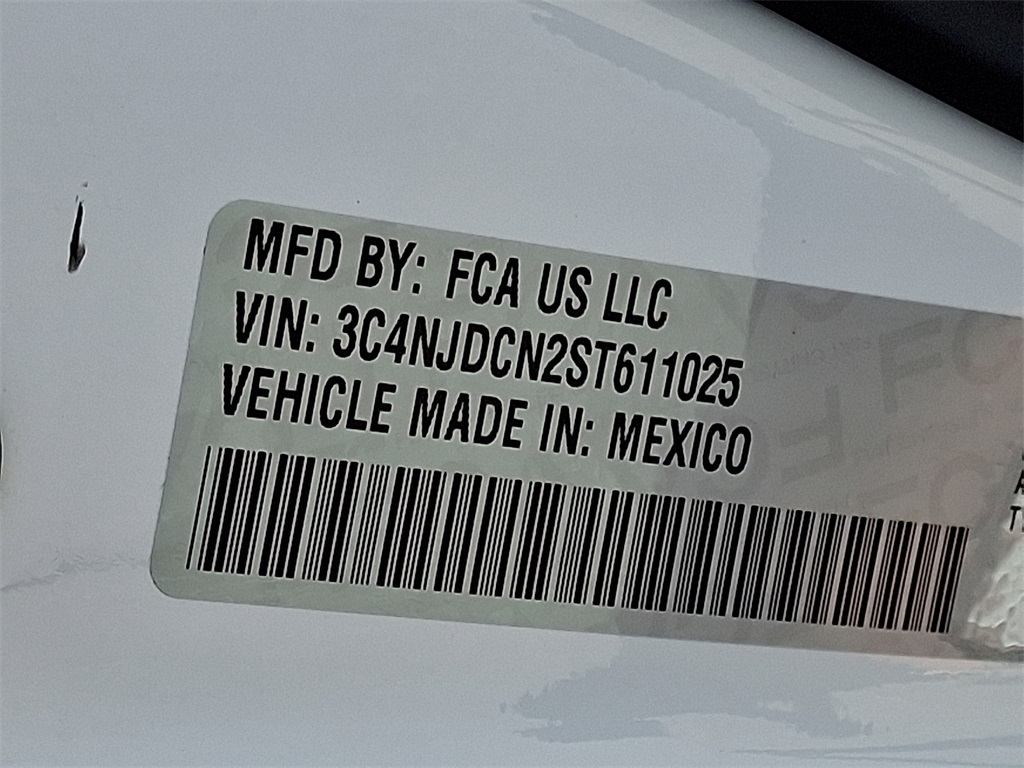 MFD BY: FCA US LLC
VIN: 3C4NJDCN2ST611025
VEHICLE MADE IN: MEXICO